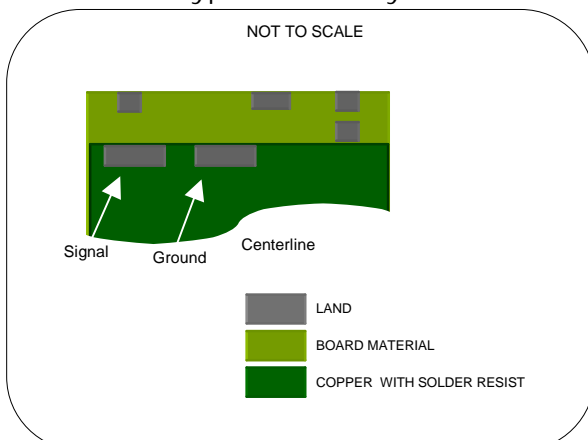 NOT TO SCALE
Signal
Ground
Centerline
LAND
BOARD MATERIAL
COPPER WITH SOLDER RESIST